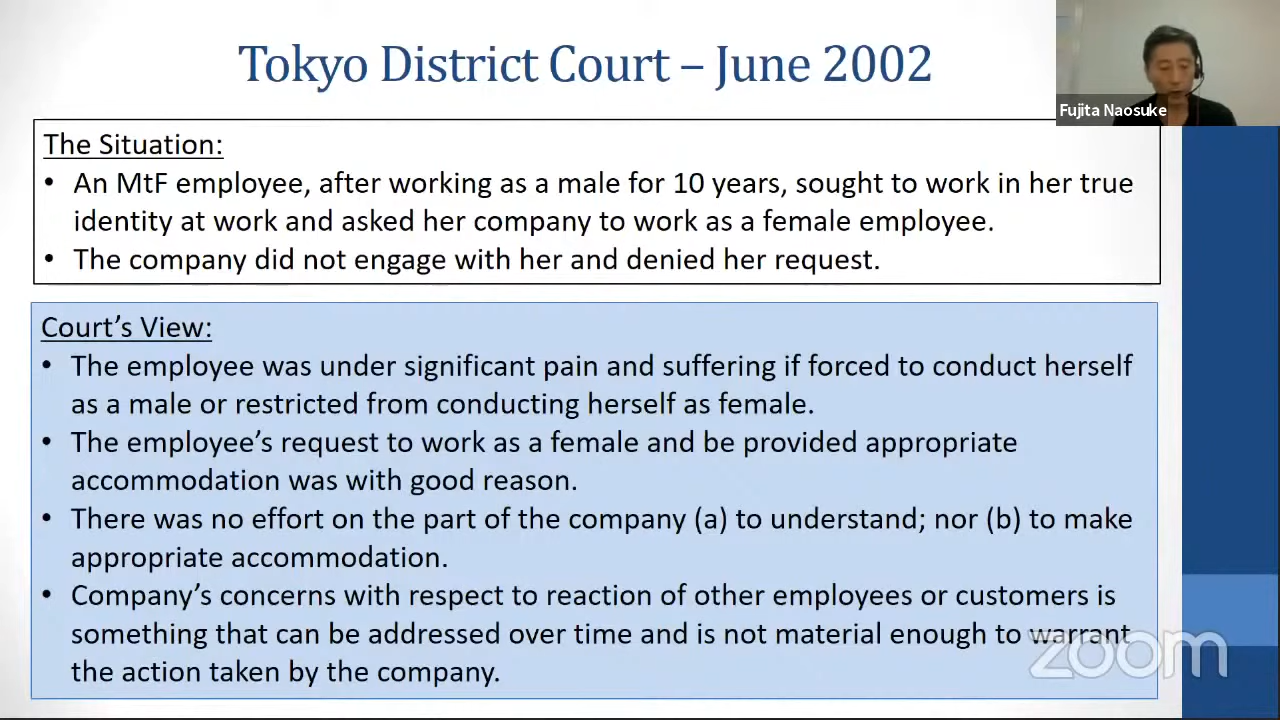 Tokyo District Court – June 2002
Fujita Naosuke
The Situation:
• An MtF employee, after working as a male for 10 years, sought to work in her true
identity at work and asked her company to work as a female employee.
• The company did not engage with her and denied her request.
Court’s View:
• The employee was under significant pain and suffering if forced to conduct herself
as a male or restricted from conducting herself as female.
• The employee’s request to work as a female and be provided appropriate
accommodation was with good reason.
• There was no effort on the part of the company (a) to understand; nor (b) to make
appropriate accommodation.
• Company’s concerns with respect to reaction of other employees or customers is
something that can be addressed over time and is not material enough to warrant
the action taken by the company.
zoom